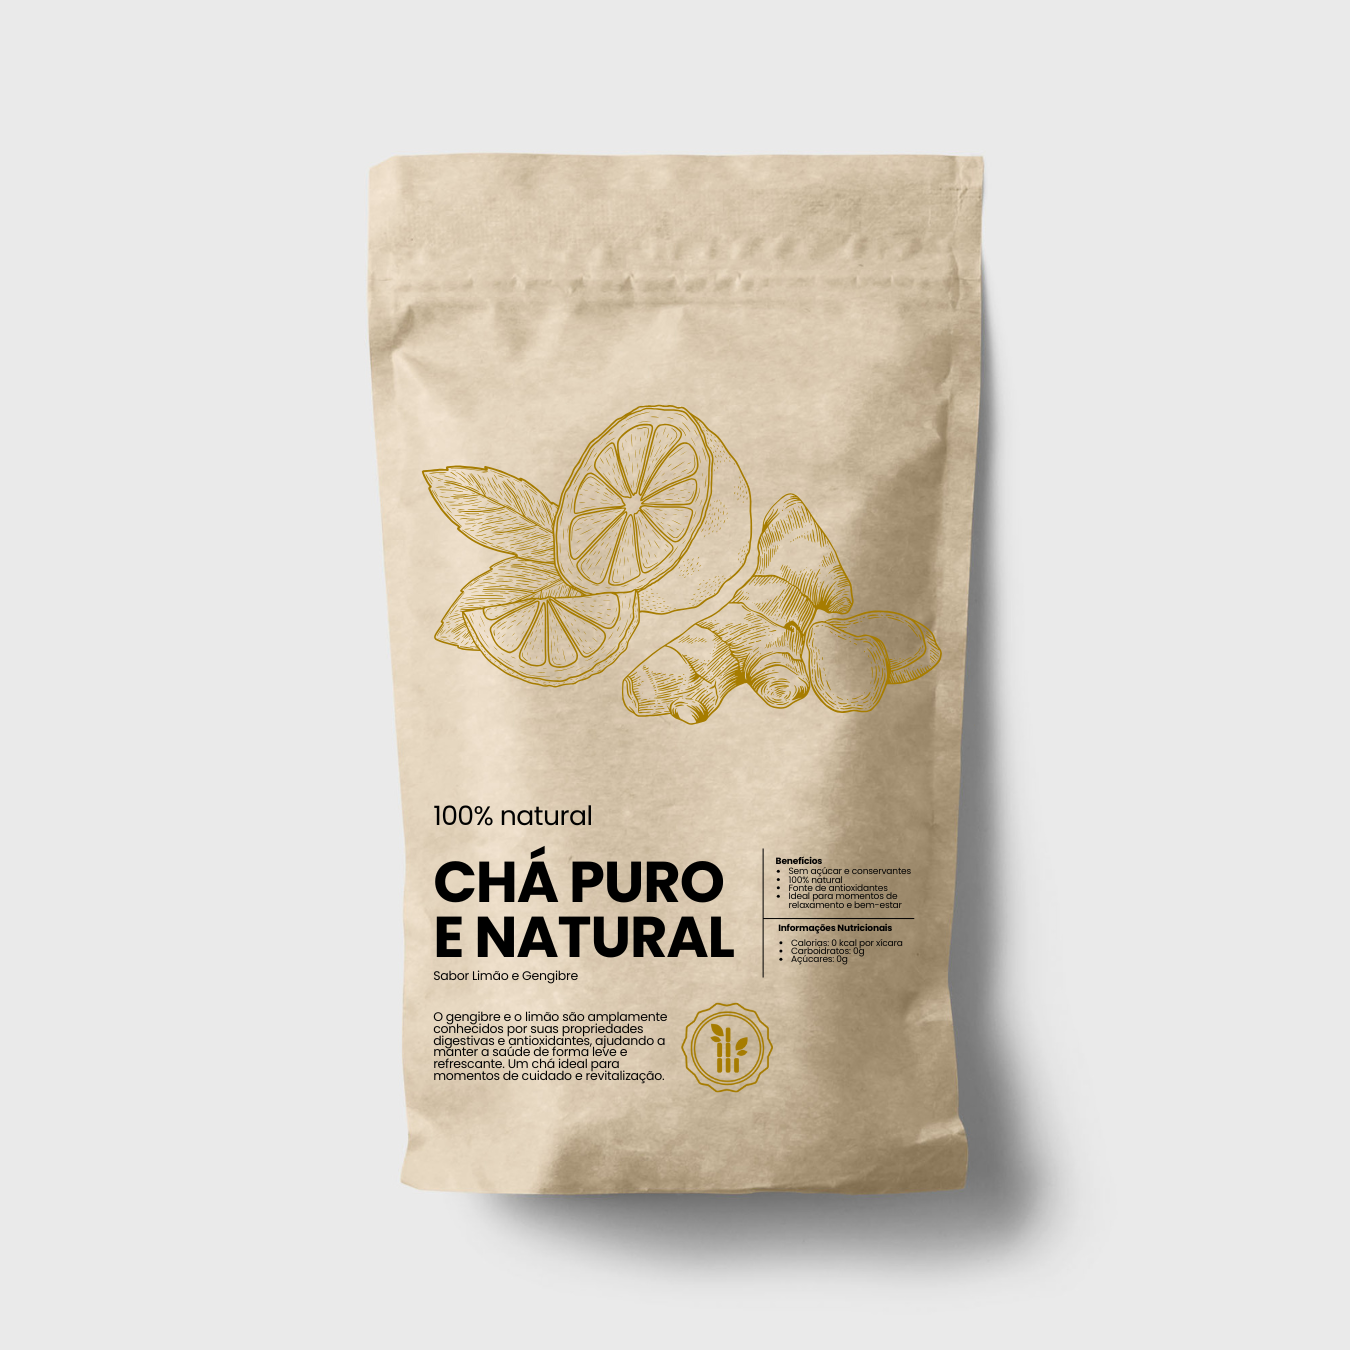 100% natural
CHÁ PURO
E NATURAL
Sabor Limão e Gengibre
Benefícios
• Sem açúcar e conservantes
• 100% natural
• Fonte de antioxidantes
• Ideal para momentos de
relaxamento e bem-estar
Informações Nutricionais
• Calorias: 0 kcal por xícara
• Carboidratos: 0g
• Açúcares: 0g
O gengibre e o limão são amplamente
conhecidos por suas propriedades
digestivas e antioxidantes, ajudando a
manter a saúde de forma leve e
refrescante. Um chá ideal para
momentos de cuidado e revitalização.